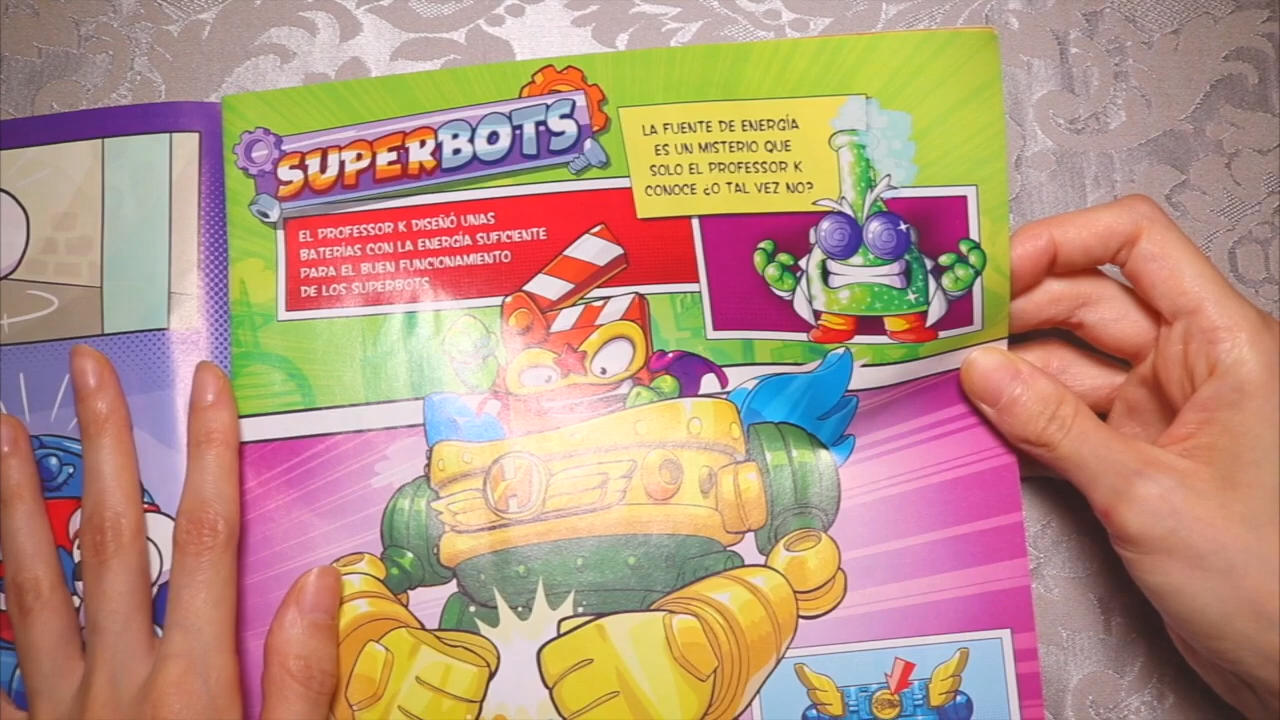 SUPERBOTS
LA FUENTE DE ENERGÍA
ES UN MISTERIO QUE
SOLO EL PROFESSOR K
CONOCE ¿O TAL VEZ NO?
EL PROFESSOR K DISEÑÓ UNAS
BATERÍAS CON LA ENERGÍA SUFICIENTE
PARA EL BUEN FUNCIONAMIENTO
DE LOS SUPERBOTS
H